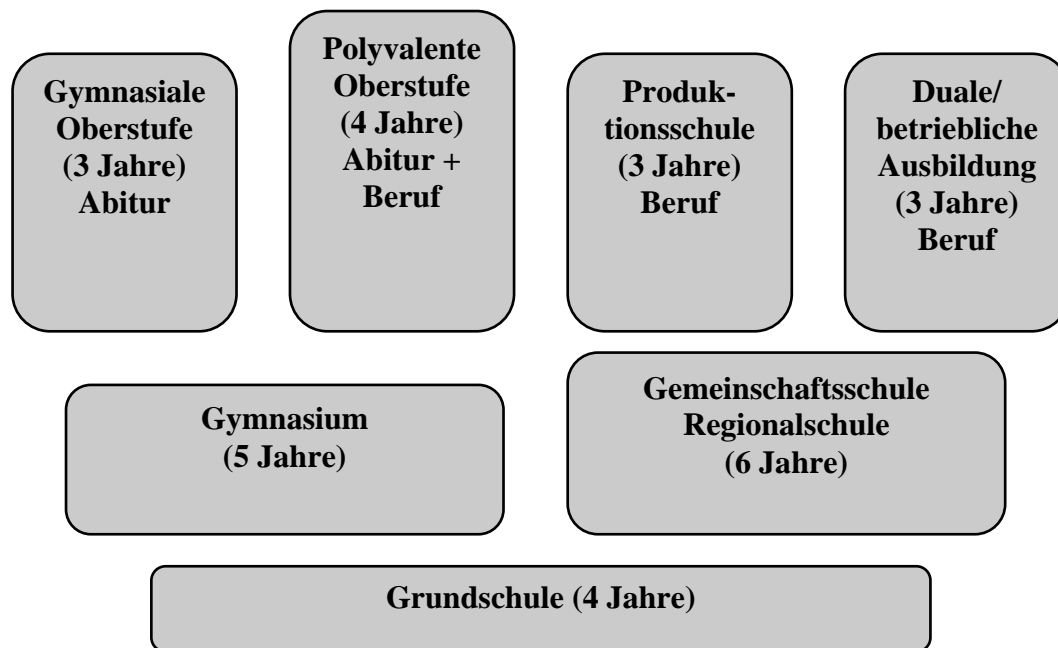 Gymnasiale
Oberstufe
(3 Jahre)
Abitur
Polyvalente
Oberstufe
(4 Jahre)
Abitur +
Beruf
Produk-
tionsschule
(3 Jahre)
Beruf
Duale/
betriebliche
Ausbildung
(3 Jahre)
Beruf
Gymnasium
(5 Jahre)
Gemeinschaftsschule
Regionalschule
(6 Jahre)
Grundschule (4 Jahre)